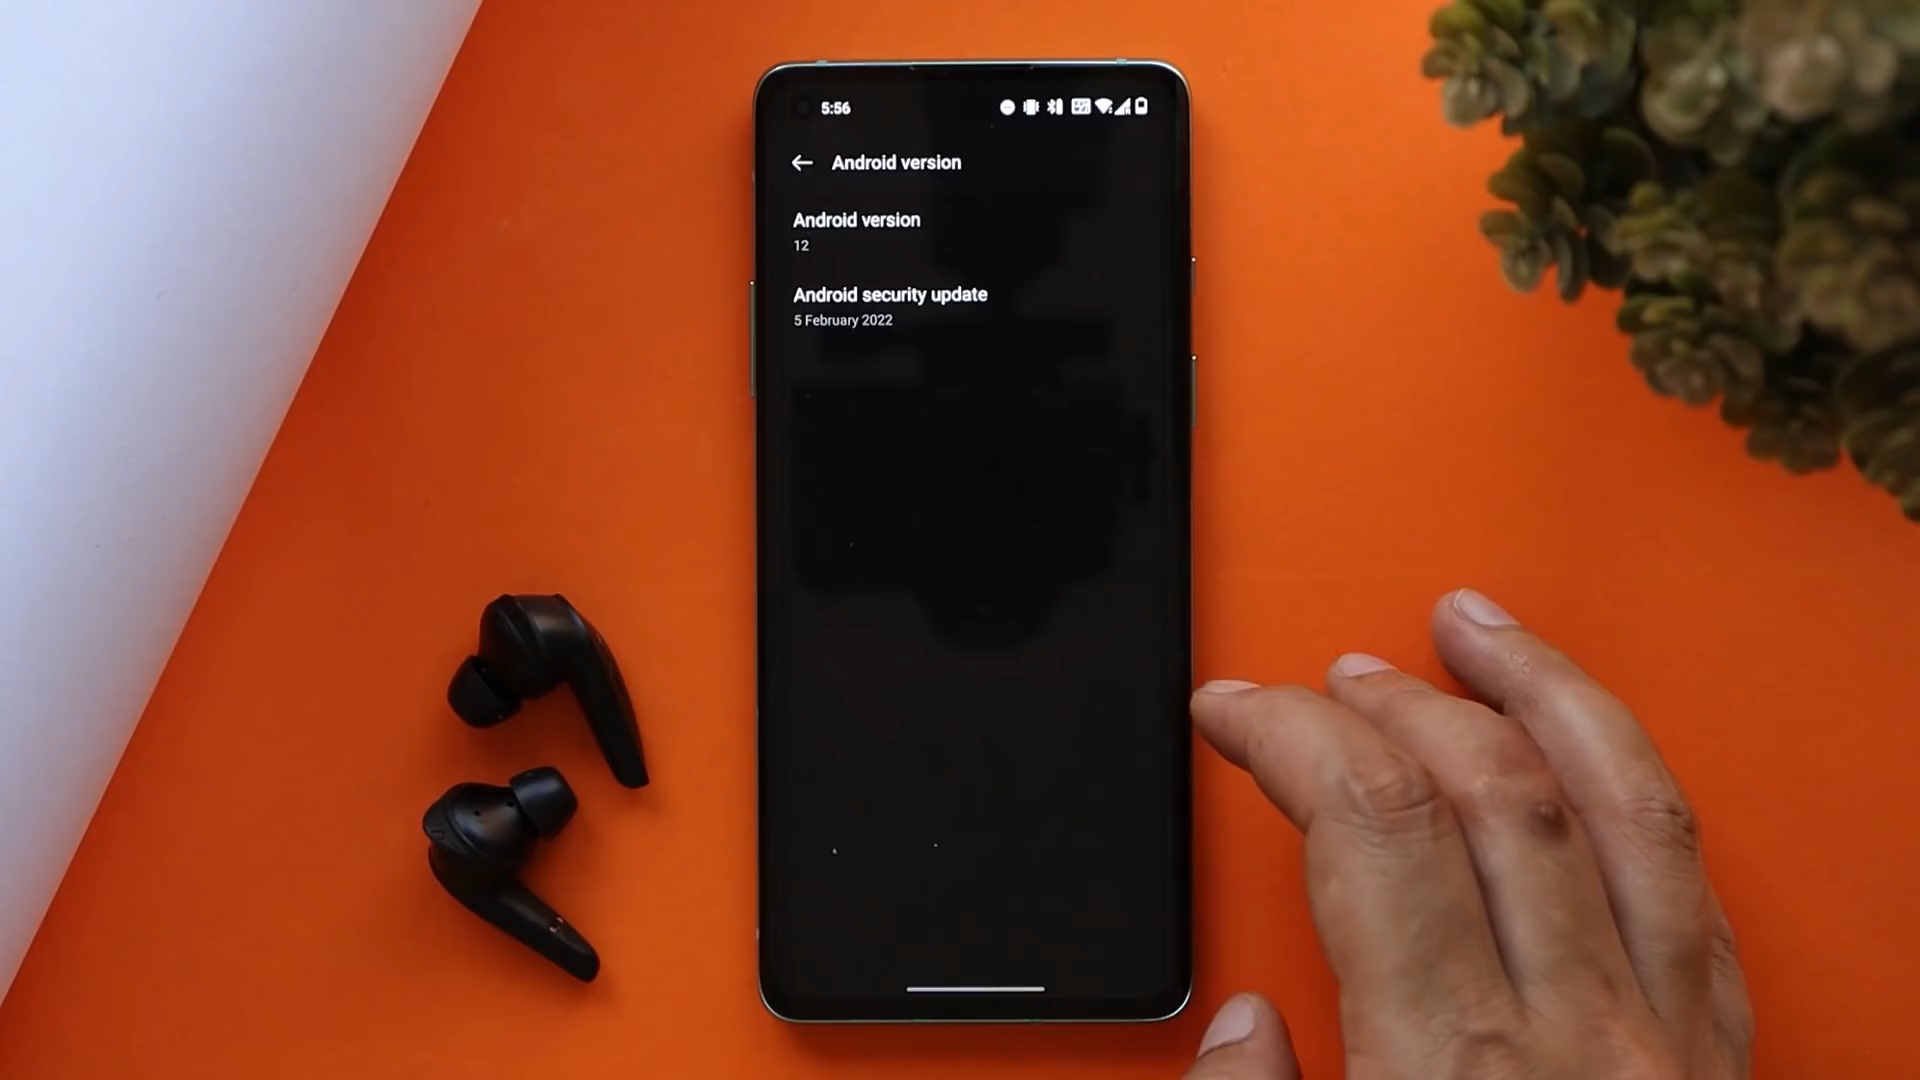 5:56
Android version
Android version
12
Android security update
5 February 2022